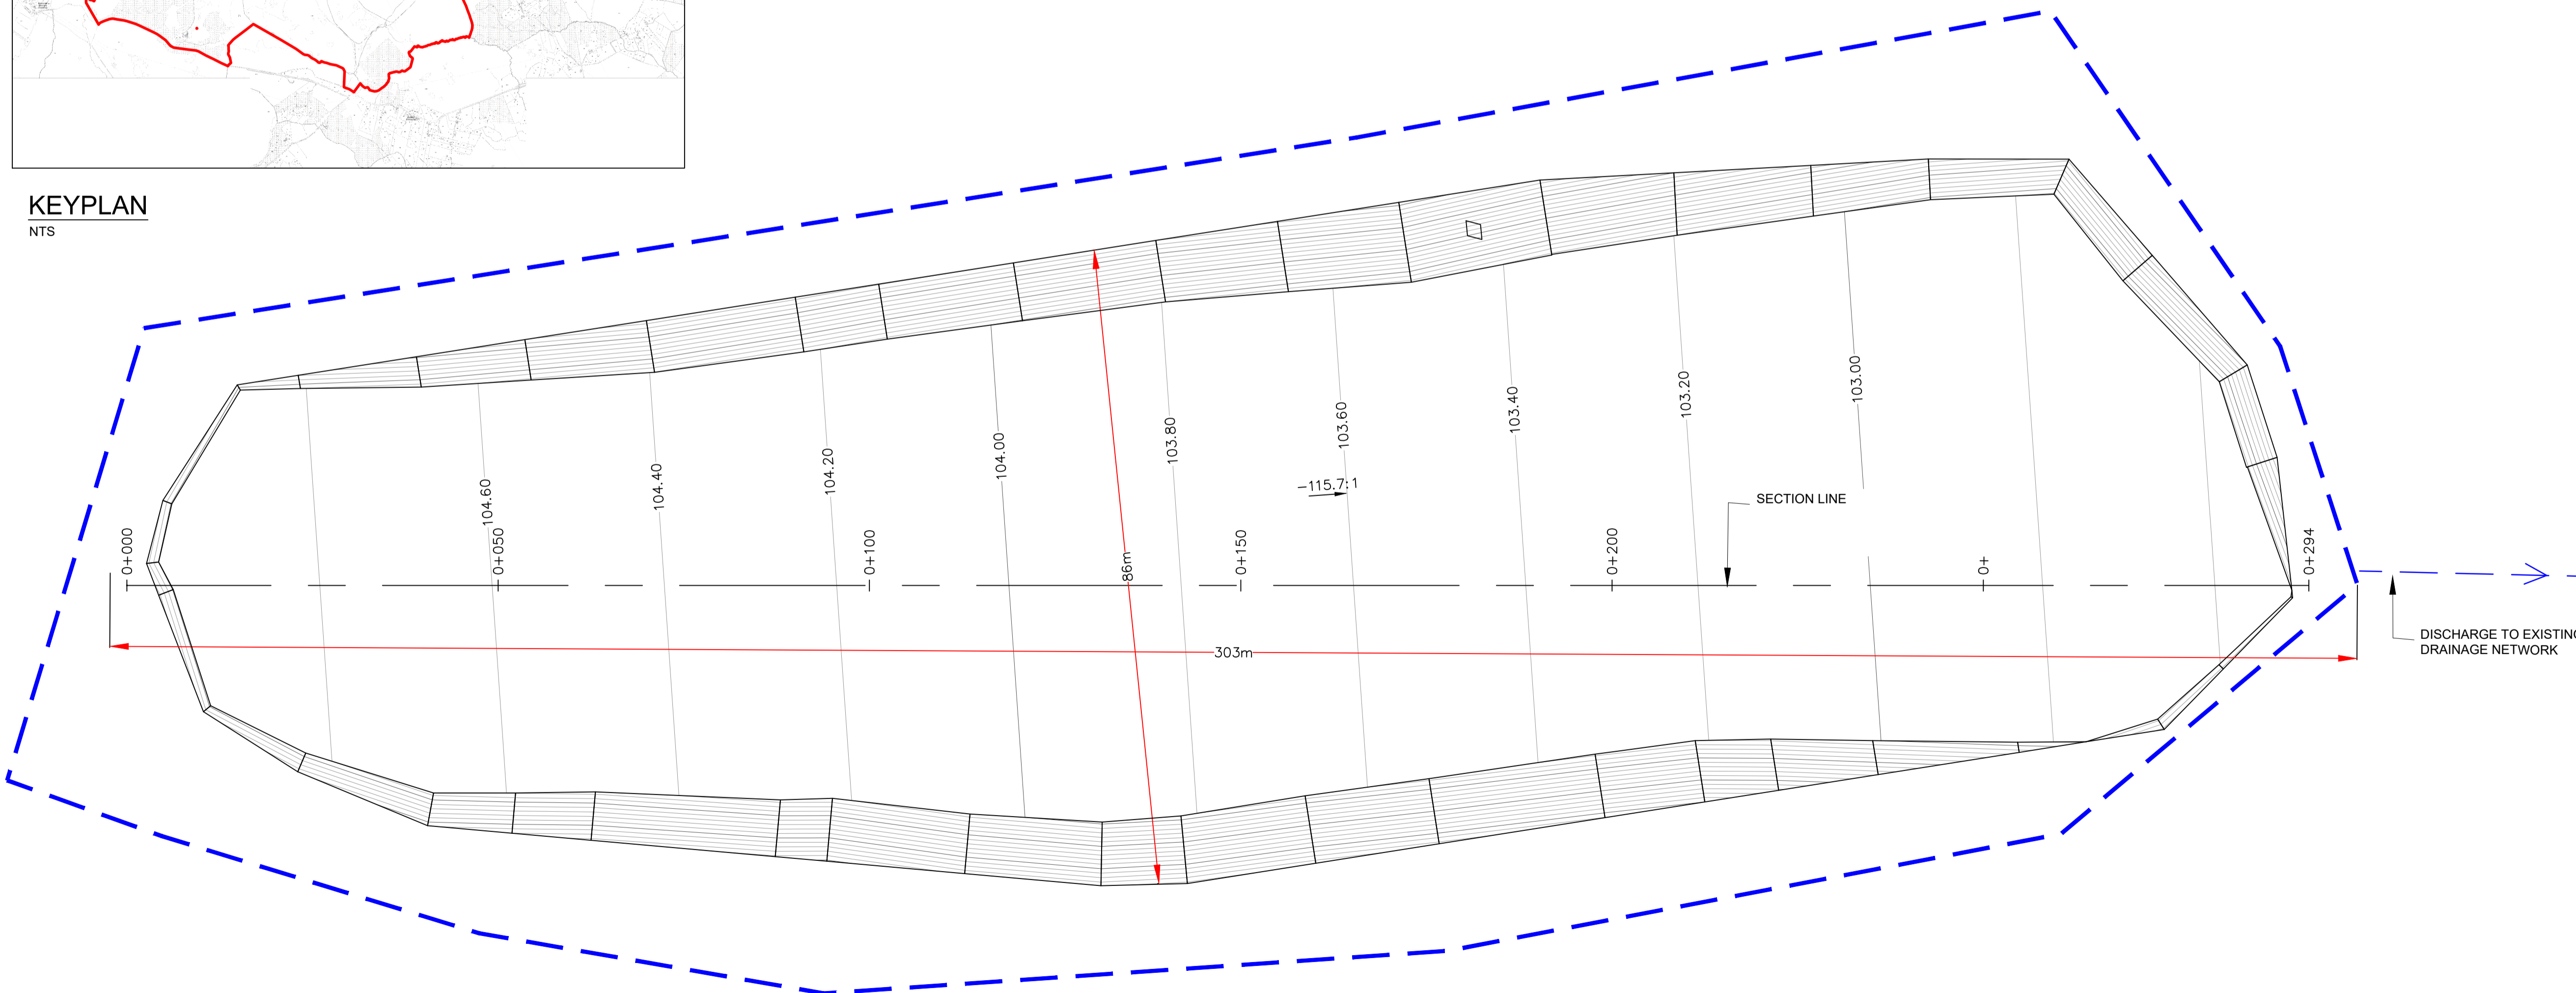 KEYPLAN
NTS
104.60
104.40
104.20
104.00
103.80
103.60
103.40
103.20
103.00
-115.7:1
SECTION LINE
0+000
0+050
0+100
86m
0+150
0+200
0+
0+294
303m
DISCHARGE TO EXISTING
DRAINAGE NETWORK